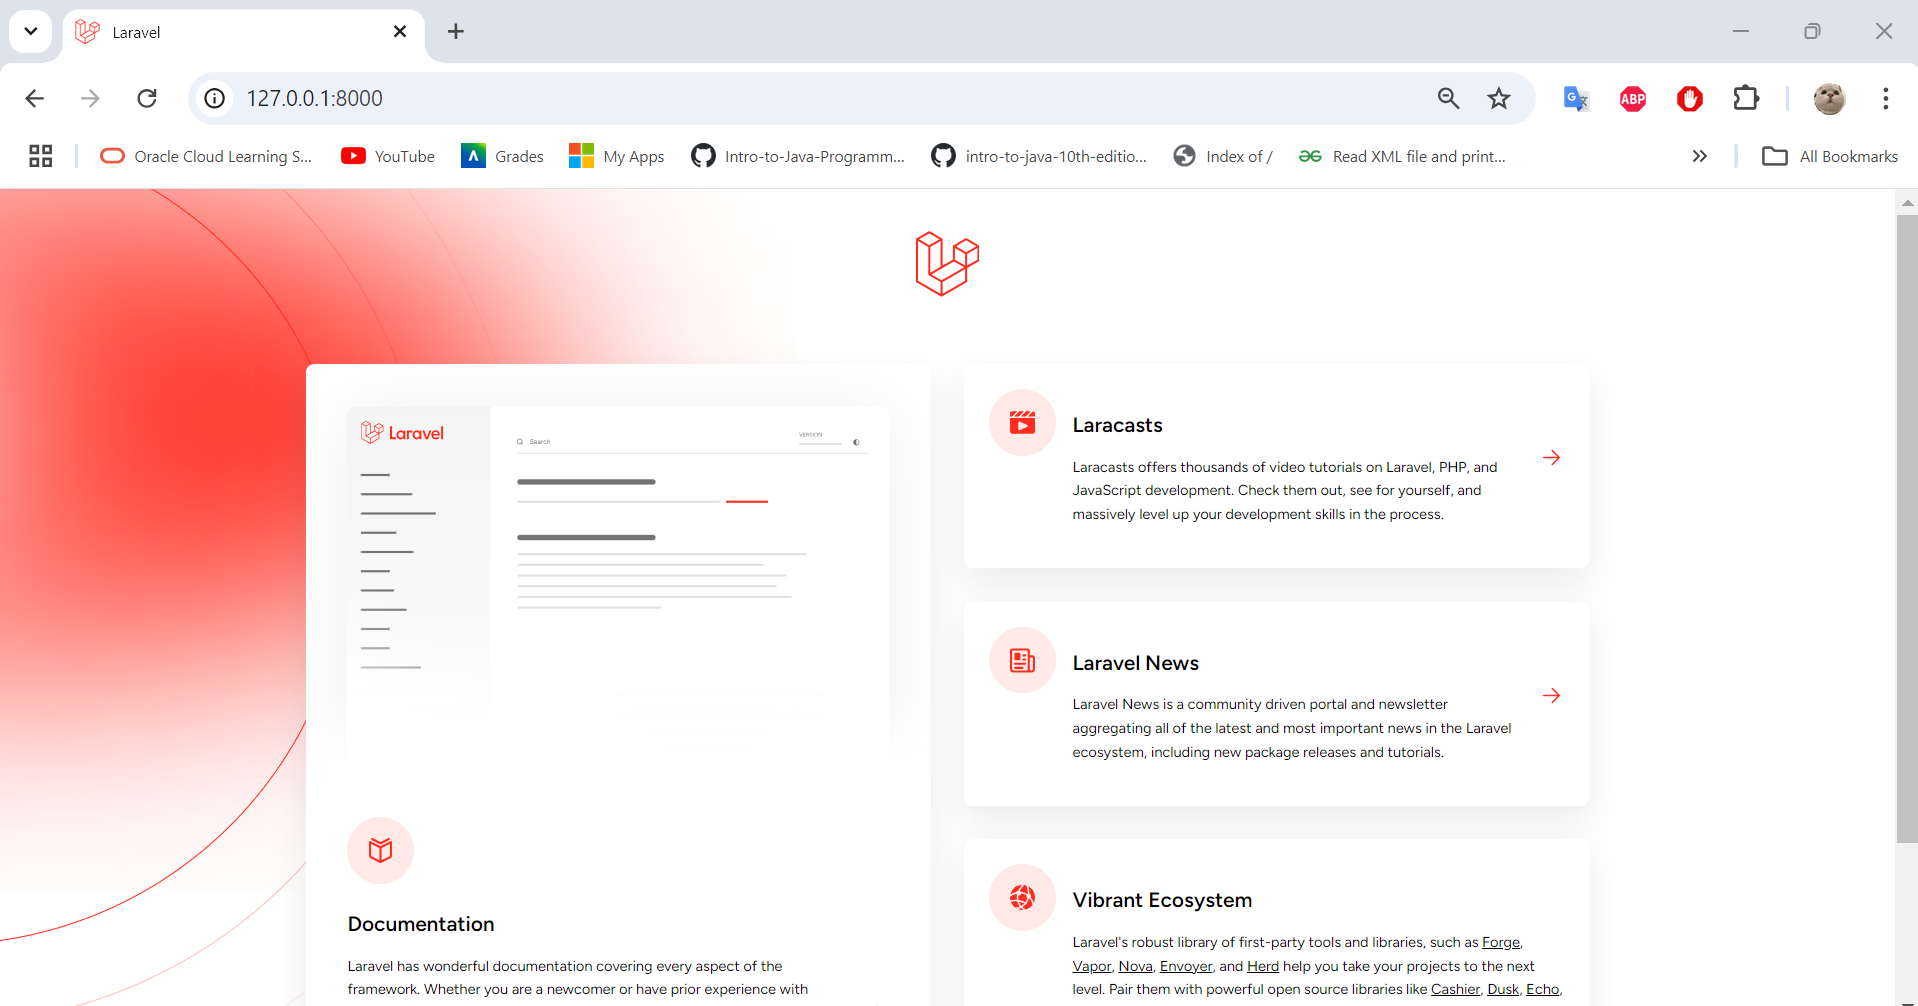 Laravel
127.0.0.1:8000
ABP
Oracle Cloud Learning S...
YouTube
Grades
My Apps
Intro-to-Java-Programm...
intro-to-java-10th-editio...
Index of /
Read XML file and print...
All Bookmarks
Laravel
Search
VERSION
Documentation
Laravel has wonderful documentation covering every aspect of the
framework. Whether you are a newcomer or have prior experience with
Laracasts
Laracasts offers thousands of video tutorials on Laravel, PHP, and
JavaScript development. Check them out, see for yourself, and
massively level up your development skills in the process.
Laravel News
Laravel News is a community driven portal and newsletter
aggregating all of the latest and most important news in the Laravel
ecosystem, including new package releases and tutorials.
Vibrant Ecosystem
Laravel's robust library of first-party tools and libraries, such as Forge,
Vapor, Nova, Envoyer, and Herd help you take your projects to the next
level. Pair them with powerful open source libraries like Cashier, Dusk, Echo,